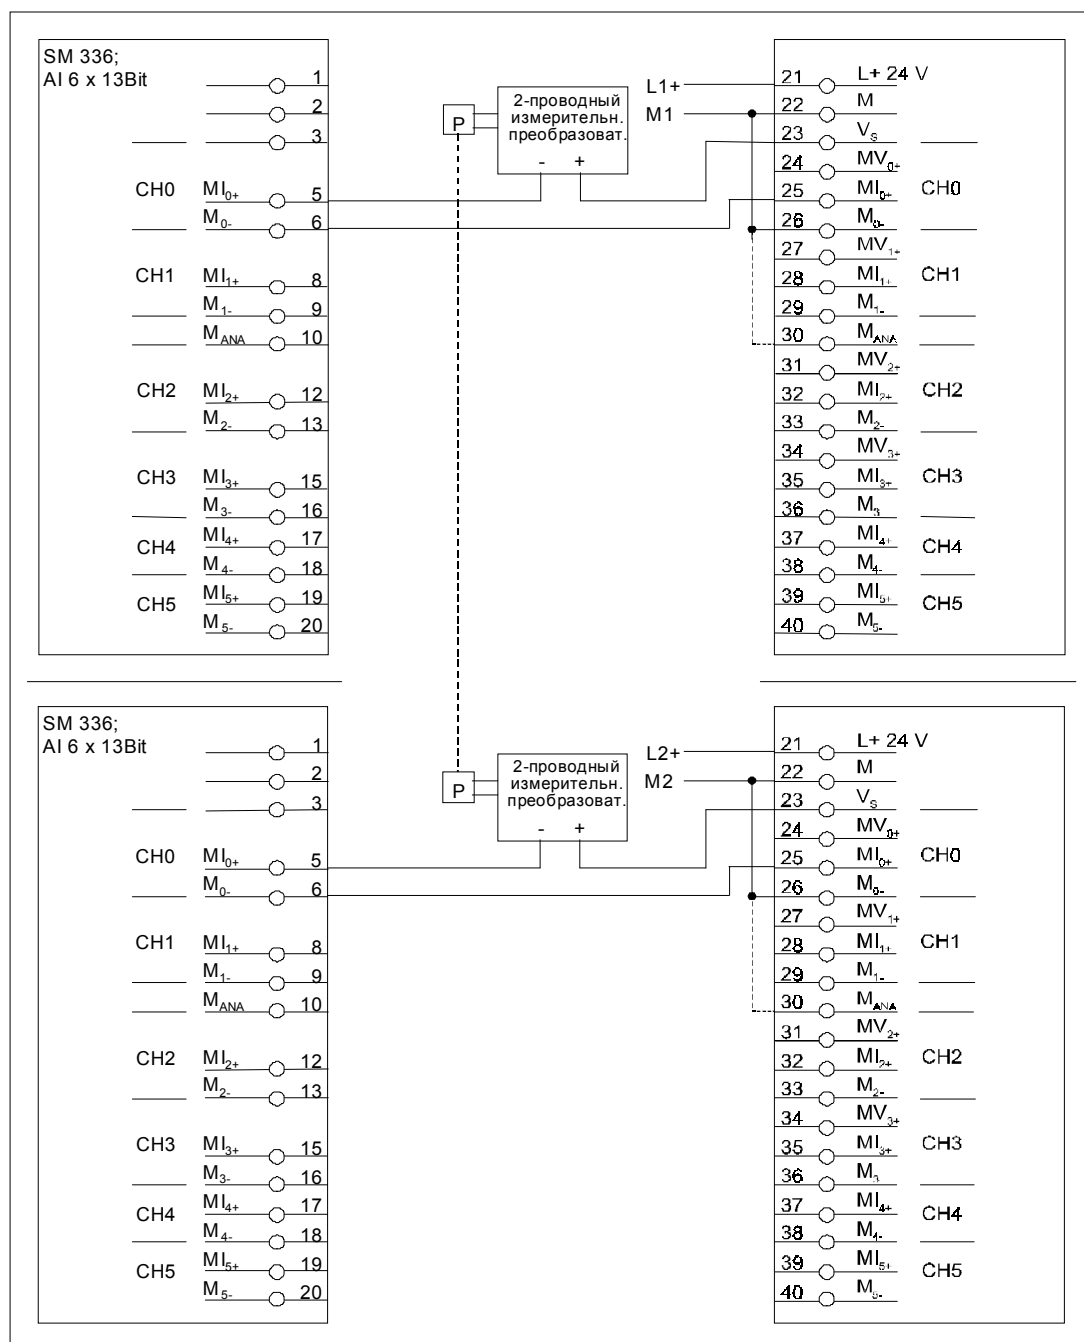 SM 336;
AI 6 x 13Bit
1
2
3
CH0 MI0+ 5
M0- 6
CH1 MI1+ 8
M1- 9
MANA 10
CH2 MI2+ 12
M2- 13
CH3 MI3+ 15
M3- 16
CH4 MI4+ 17
M4- 18
CH5 MI5+ 19
M5- 20
P
2-проводный
измерительн.
преобразоват.
- +
L1+
M1
21 L+ 24 V
22 M
23 Vs
24 MV0+
25 MI0+ CH0
26 M0-
27 MV1+
28 MI1+ CH1
29 M1-
30 MANA
31 MV2+
32 MI2+ CH2
33 M2-
34 MV3+
35 MI3+ CH3
36 M3
37 MI4+ CH4
38 M4-
39 MI5+ CH5
40 M5-
SM 336;
AI 6 x 13Bit
1
2
3
CH0 MI0+ 5
M0- 6
CH1 MI1+ 8
M1- 9
MANA 10
CH2 MI2+ 12
M2- 13
CH3 MI3+ 15
M3- 16
CH4 MI4+ 17
M4- 18
CH5 MI5+ 19
M5- 20
P
2-проводный
измерительн.
преобразоват.
- +
L2+
M2
21 L+ 24 V
22 M
23 Vs
24 MV0+
25 MI0+ CH0
26 M0-
27 MV1+
28 MI1+ CH1
29 M1-
30 MANA
31 MV2+
32 MI2+ CH2
33 M2-
34 MV3+
35 MI3+ CH3
36 M3
37 MI4+ CH4
38 M4-
39 MI5+ CH5
40 M5-